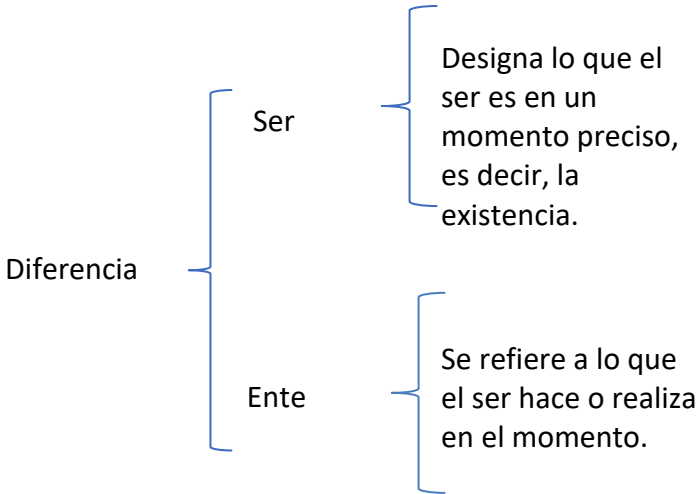 Diferencia
Ser
Designa lo que el
ser es en un
momento preciso,
es decir, la
existencia.
Ente
Se refiere a lo que
el ser hace o realiza
en el momento.